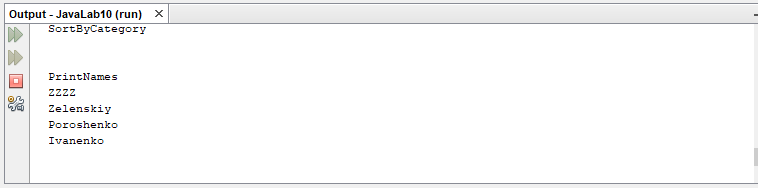 Output - JavaLab10 (run)
SortByCategory
PrintNames
ZZZZ
Zelenskiy
Poroshenko
Ivanenko